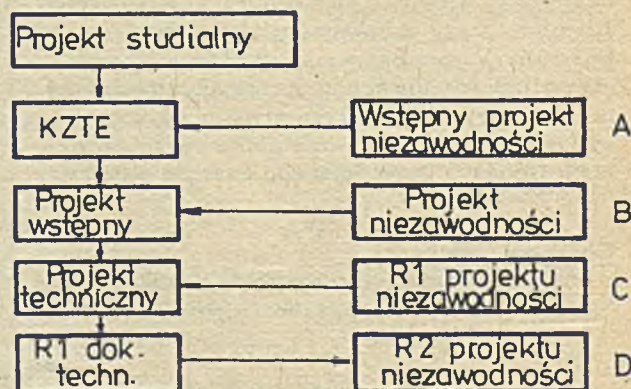 Projekt studialny
KZTE
Wstępny projekt
niezawodności
A
Projekt
wstępny
Projekt
niezawodności
B
Projekt
techniczny
R1 projektu
niezawodności
C
R1 dok.
techn.
R2 projektu
niezawodności
D